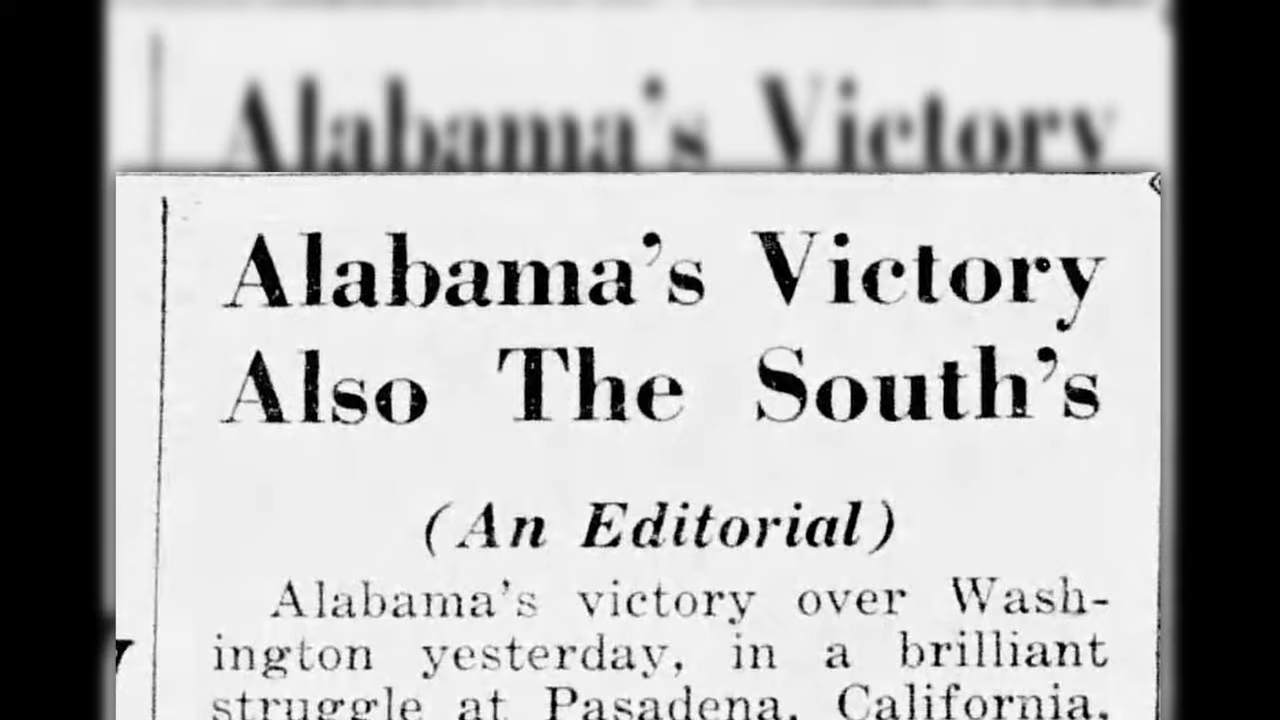 Alabama's Victory
Alabama's Victory
Also The South's
(An Editorial)
Alabama's victory over Wash-
ington yesterday, in a brilliant
struggle at Pasadena, California,